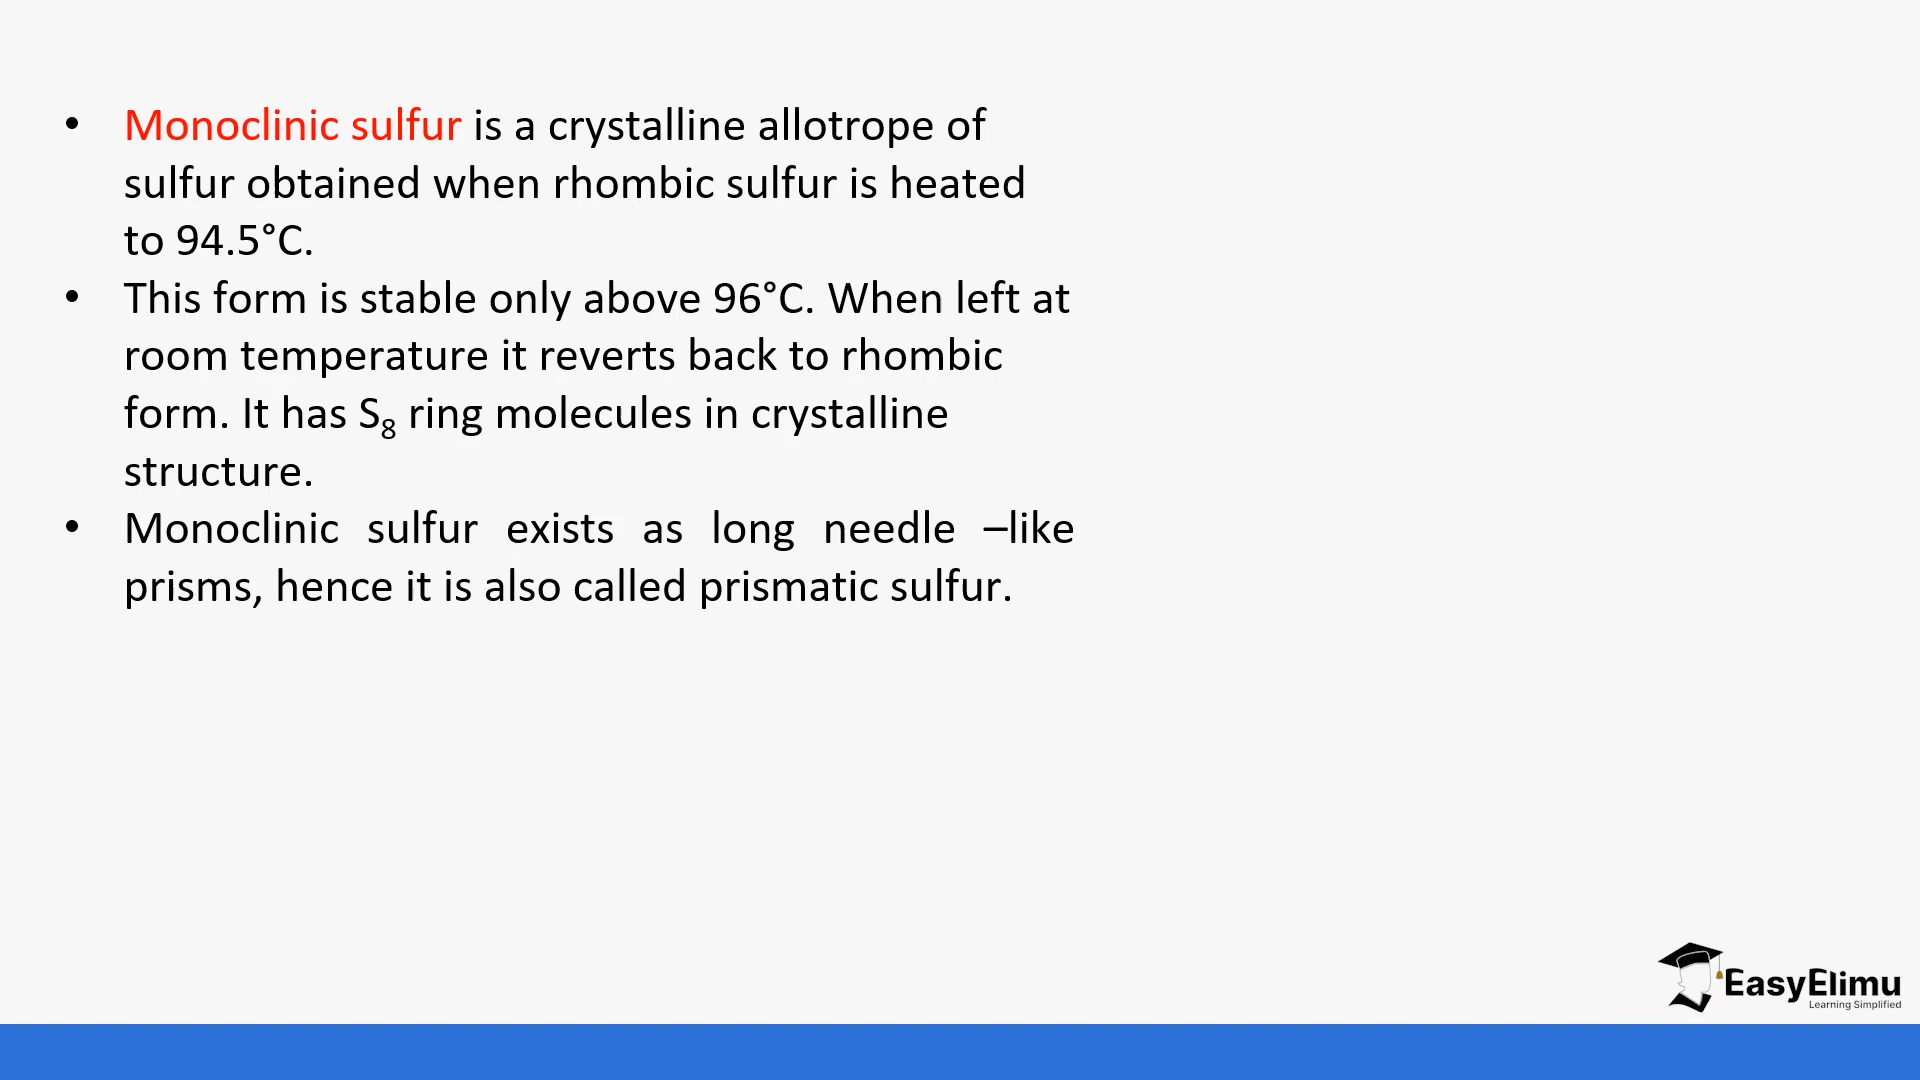 • Monoclinic sulfur is a crystalline allotrope of
sulfur obtained when rhombic sulfur is heated
to 94.5°C.
• This form is stable only above 96°C. When left at
room temperature it reverts back to rhombic
form. It has S₈ ring molecules in crystalline
structure.
• Monoclinic sulfur exists as long needle –like
prisms, hence it is also called prismatic sulfur.
EasyElimu
Learning Simplified